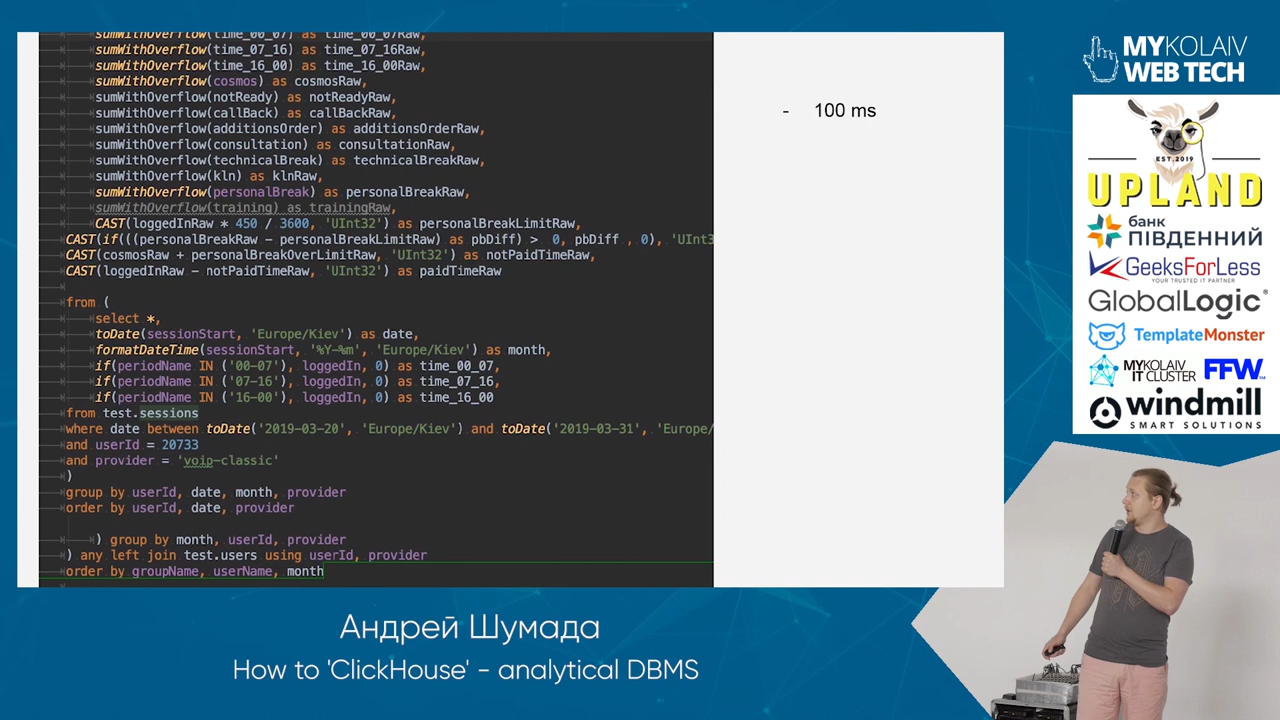 sumWithOverflow(time_00_07) as time_00_07Raw,
sumWithOverflow(time_07_16) as time_07_16Raw,
sumWithOverflow(time_16_00) as time_16_00Raw,
sumWithOverflow(cosmos) as cosmosRaw,
sumWithOverflow(notReady) as notReadyRaw,
sumWithOverflow(callBack) as callBackRaw,
sumWithOverflow(additionsOrder) as additionsOrderRaw,
sumWithOverflow(consultation) as consultationRaw,
sumWithOverflow(technicalBreak) as technicalBreakRaw,
sumWithOverflow(kln) as klnRaw,
sumWithOverflow(personalBreak) as personalBreakRaw,
sumWithOverflow(training) as trainingRaw,
CAST(loggedInRaw * 450 / 3600, 'UInt32') as personalBreakLimitRaw,
CAST(if(((personalBreakRaw - personalBreakLimitRaw) as pbDiff) > 0, pbDiff , 0), 'UInt3
CAST(cosmosRaw + personalBreakOverLimitRaw, 'UInt32') as notPaidTimeRaw,
CAST(loggedInRaw - notPaidTimeRaw, 'UInt32') as paidTimeRaw
from (
select *,
toDate(sessionStart, 'Europe/Kiev') as date,
formatDateTime(sessionStart, '%Y-%m', 'Europe/Kiev') as month,
if(periodName IN ('00-07'), loggedIn, 0) as time_00_07,
if(periodName IN ('07-16'), loggedIn, 0) as time_07_16,
if(periodName IN ('16-00'), loggedIn, 0) as time_16_00
from test.sessions
where date between toDate('2019-03-20', 'Europe/Kiev') and toDate('2019-03-31', 'Europe/
and userId = 20733
and provider = 'voip-classic'
)
group by userId, date, month, provider
order by userId, date, provider
) group by month, userId, provider
) any left join test.users using userId, provider
order by groupName, userName, month
- 100 ms
MYKOLAIV
WEB TECH
EST.2019
UPLAND
банк
ПІВДЕННИЙ
GeeksForLess
YOUR TRUSTED IT PARTNER
GlobalLogic
TemplateMonster
MYKOLAIV
IT CLUSTER
FFW
windmill
SMART SOLUTIONS
Андрей Шумада
How to 'ClickHouse' - analytical DBMS